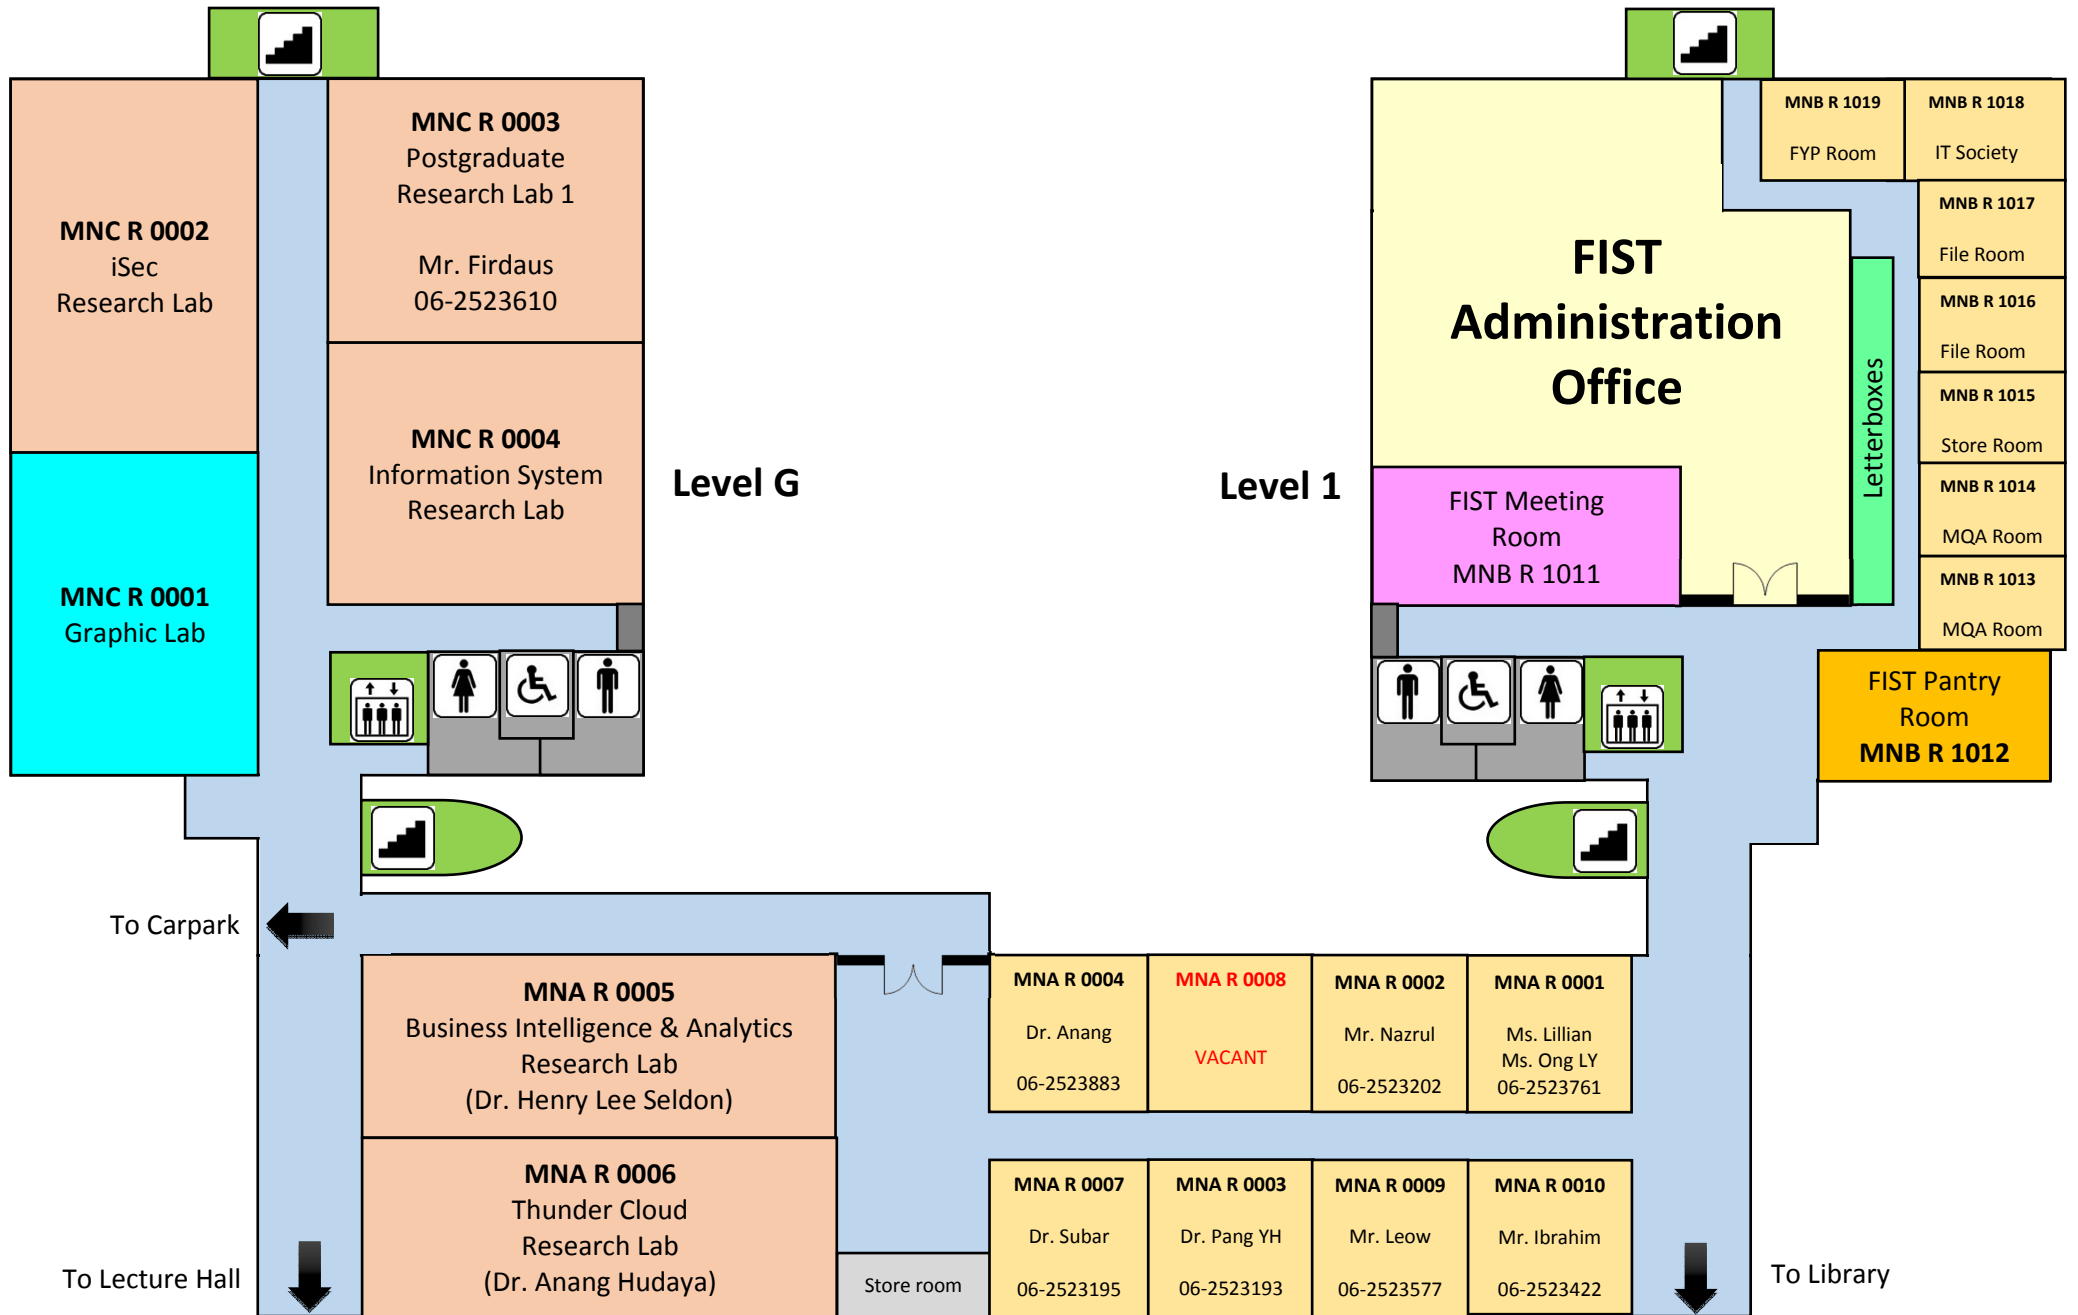 MNC R 0002
iSec
Research Lab
MNC R 0003
Postgraduate
Research Lab 1
Mr. Firdaus
06-2523610
MNC R 0004
Information System
Research Lab
MNC R 0001
Graphic Lab
Level G
Level 1
FIST
Administration
Office
FIST Meeting
Room
MNB R 1011
Letterboxes
MNB R 1019
FYP Room
MNB R 1018
IT Society
MNB R 1017
File Room
MNB R 1016
File Room
MNB R 1015
Store Room
MNB R 1014
MQA Room
MNB R 1013
MQA Room
FIST Pantry
Room
MNB R 1012
To Carpark
MNA R 0005
Business Intelligence & Analytics
Research Lab
(Dr. Henry Lee Seldon)
MNA R 0004
Dr. Anang
06-2523883
MNA R 0008
VACANT
MNA R 0002
Mr. Nazrul
06-2523202
MNA R 0001
Ms. Lillian
Ms. Ong LY
06-2523761
MNA R 0006
Thunder Cloud
Research Lab
(Dr. Anang Hudaya)
Store room
MNA R 0007
Dr. Subar
06-2523195
MNA R 0003
Dr. Pang YH
06-2523193
MNA R 0009
Mr. Leow
06-2523577
MNA R 0010
Mr. Ibrahim
06-2523422
To Lecture Hall
To Library